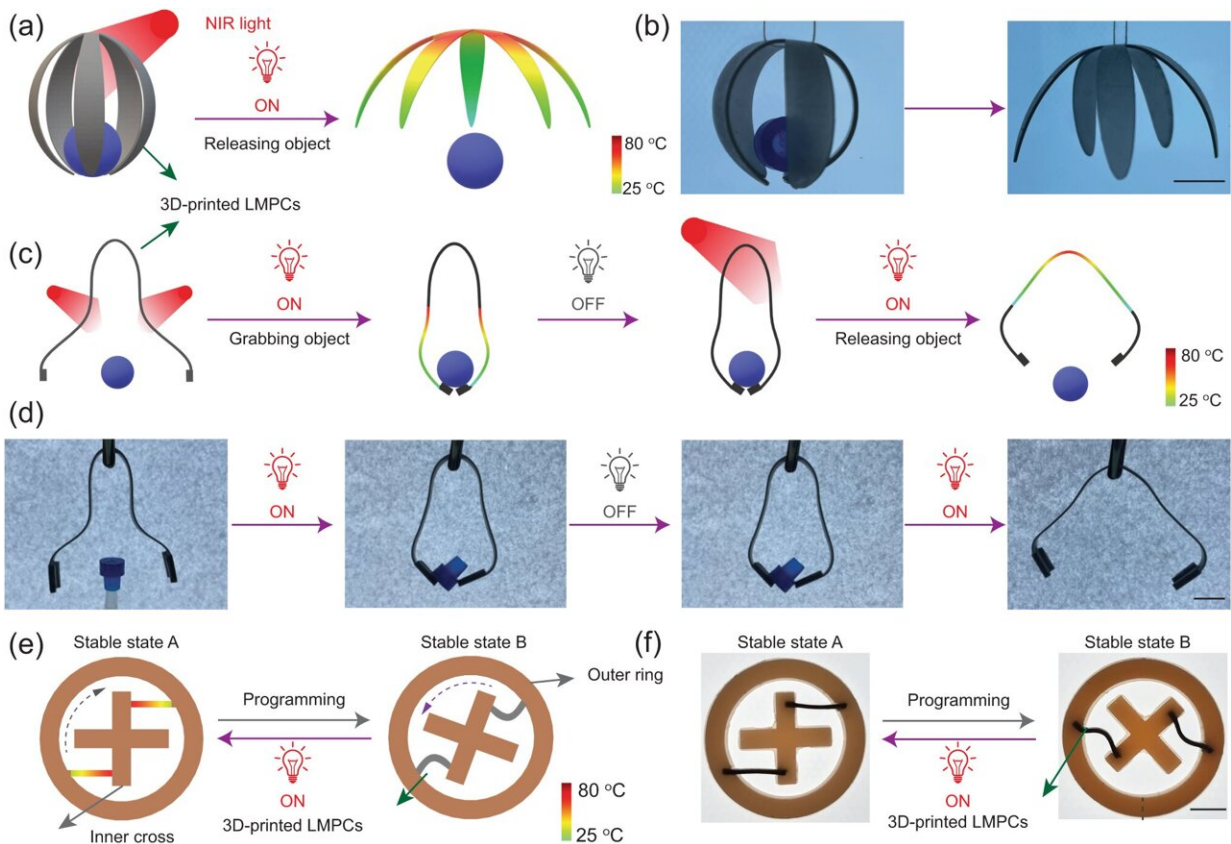 (a)
NIR light
ON
Releasing object
80 °C
25 °C
(b)
3D-printed LMPCs
(c)
ON
Grabbing object
OFF
ON
Releasing object
80 °C
25 °C
(d)
ON
OFF
ON
(e)
Stable state A
Programming
ON
3D-printed LMPCs
Stable state B
Outer ring
Inner cross
80 °C
25 °C
(f)
Stable state A
Programming
ON
3D-printed LMPCs
Stable state B